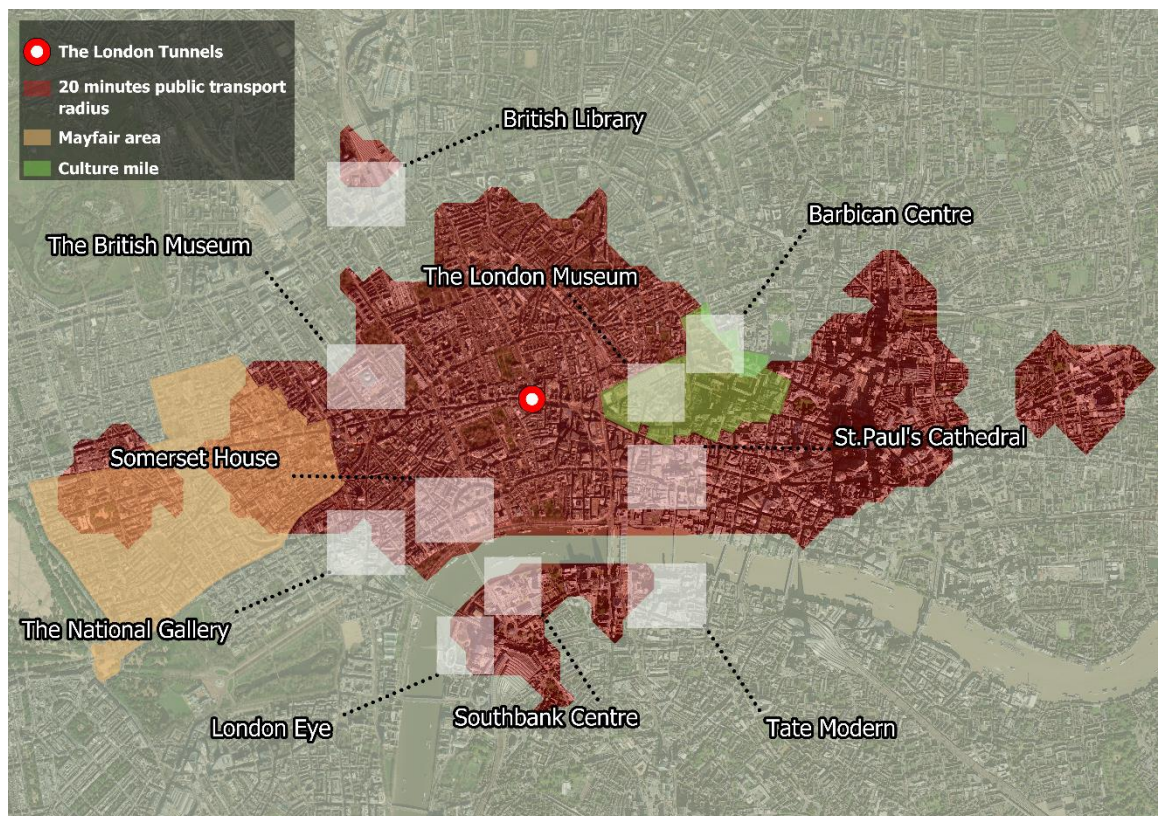 The London Tunnels
20 minutes public transport
radius
Mayfair area
Culture mile
British Library
Barbican Centre
The British Museum
The London Museum
St.Paul's Cathedral
Somerset House
The National Gallery
London Eye
Southbank Centre
Tate Modern